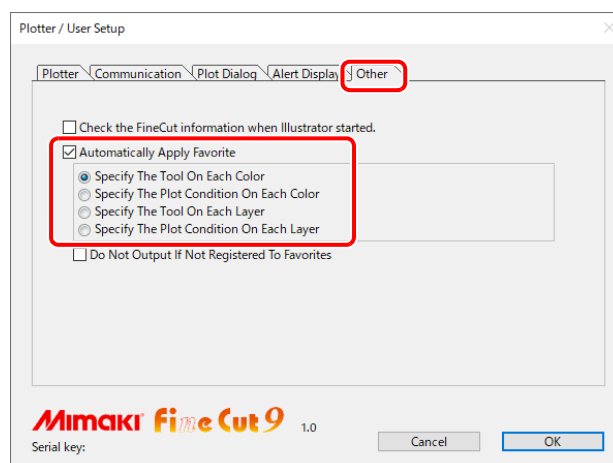 Plotter / User Setup
Plotter Communication Plot Dialog Alert Display Other
Check the FineCut information when Illustrator started.
Automatically Apply Favorite
Specify The Tool On Each Color
Specify The Plot Condition On Each Color
Specify The Tool On Each Layer
Specify The Plot Condition On Each Layer
Do Not Output If Not Registered To Favorites
Mimaki Fine Cut 9 1.0
Serial key:
Cancel OK